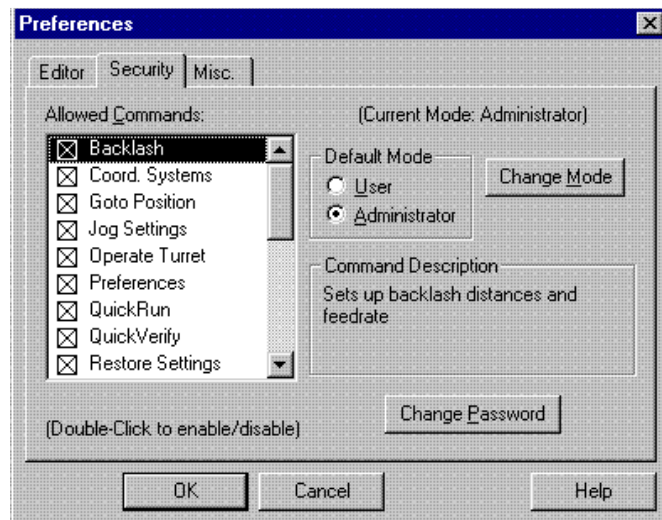 Preferences
Editor Security Misc.
Allowed Commands:
(Current Mode: Administrator)
Backlash
Coord. Systems
Goto Position
Jog Settings
Operate Turret
Preferences
QuickRun
QuickVerify
Restore Settings
(Double-Click to enable/disable)
Default Mode
User
Administrator
Change Mode
Command Description
Sets up backlash distances and
feedrate
Change Password
OK Cancel Help